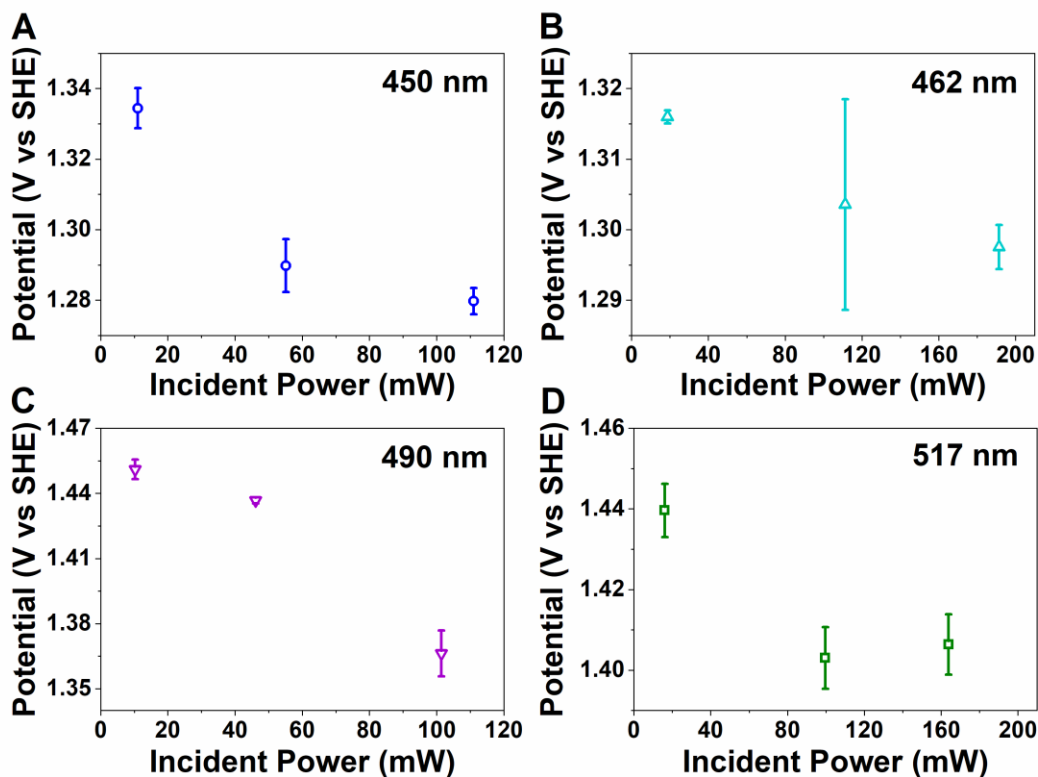 A
450 nm
Potential (V vs SHE)
1.34
1.32
1.30
1.28
0 20 40 60 80 100 120
Incident Power (mW)
B
462 nm
Potential (V vs SHE)
1.32
1.31
1.30
1.29
0 40 80 120 160 200
Incident Power (mW)
C
490 nm
Potential (V vs SHE)
1.47
1.44
1.41
1.38
1.35
0 20 40 60 80 100 120
Incident Power (mW)
D
517 nm
Potential (V vs SHE)
1.46
1.44
1.42
1.40
0 40 80 120 160 200
Incident Power (mW)